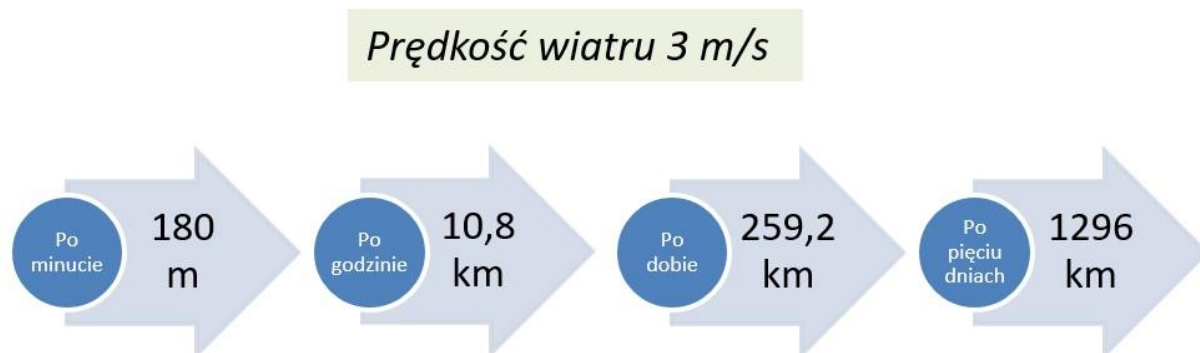 Prędkość wiatru 3 m/s
Po
minucie
180
m
Po
godzinie
10,8
km
Po
dobie
259,2
km
Po
pięciu
dniach
1296
km